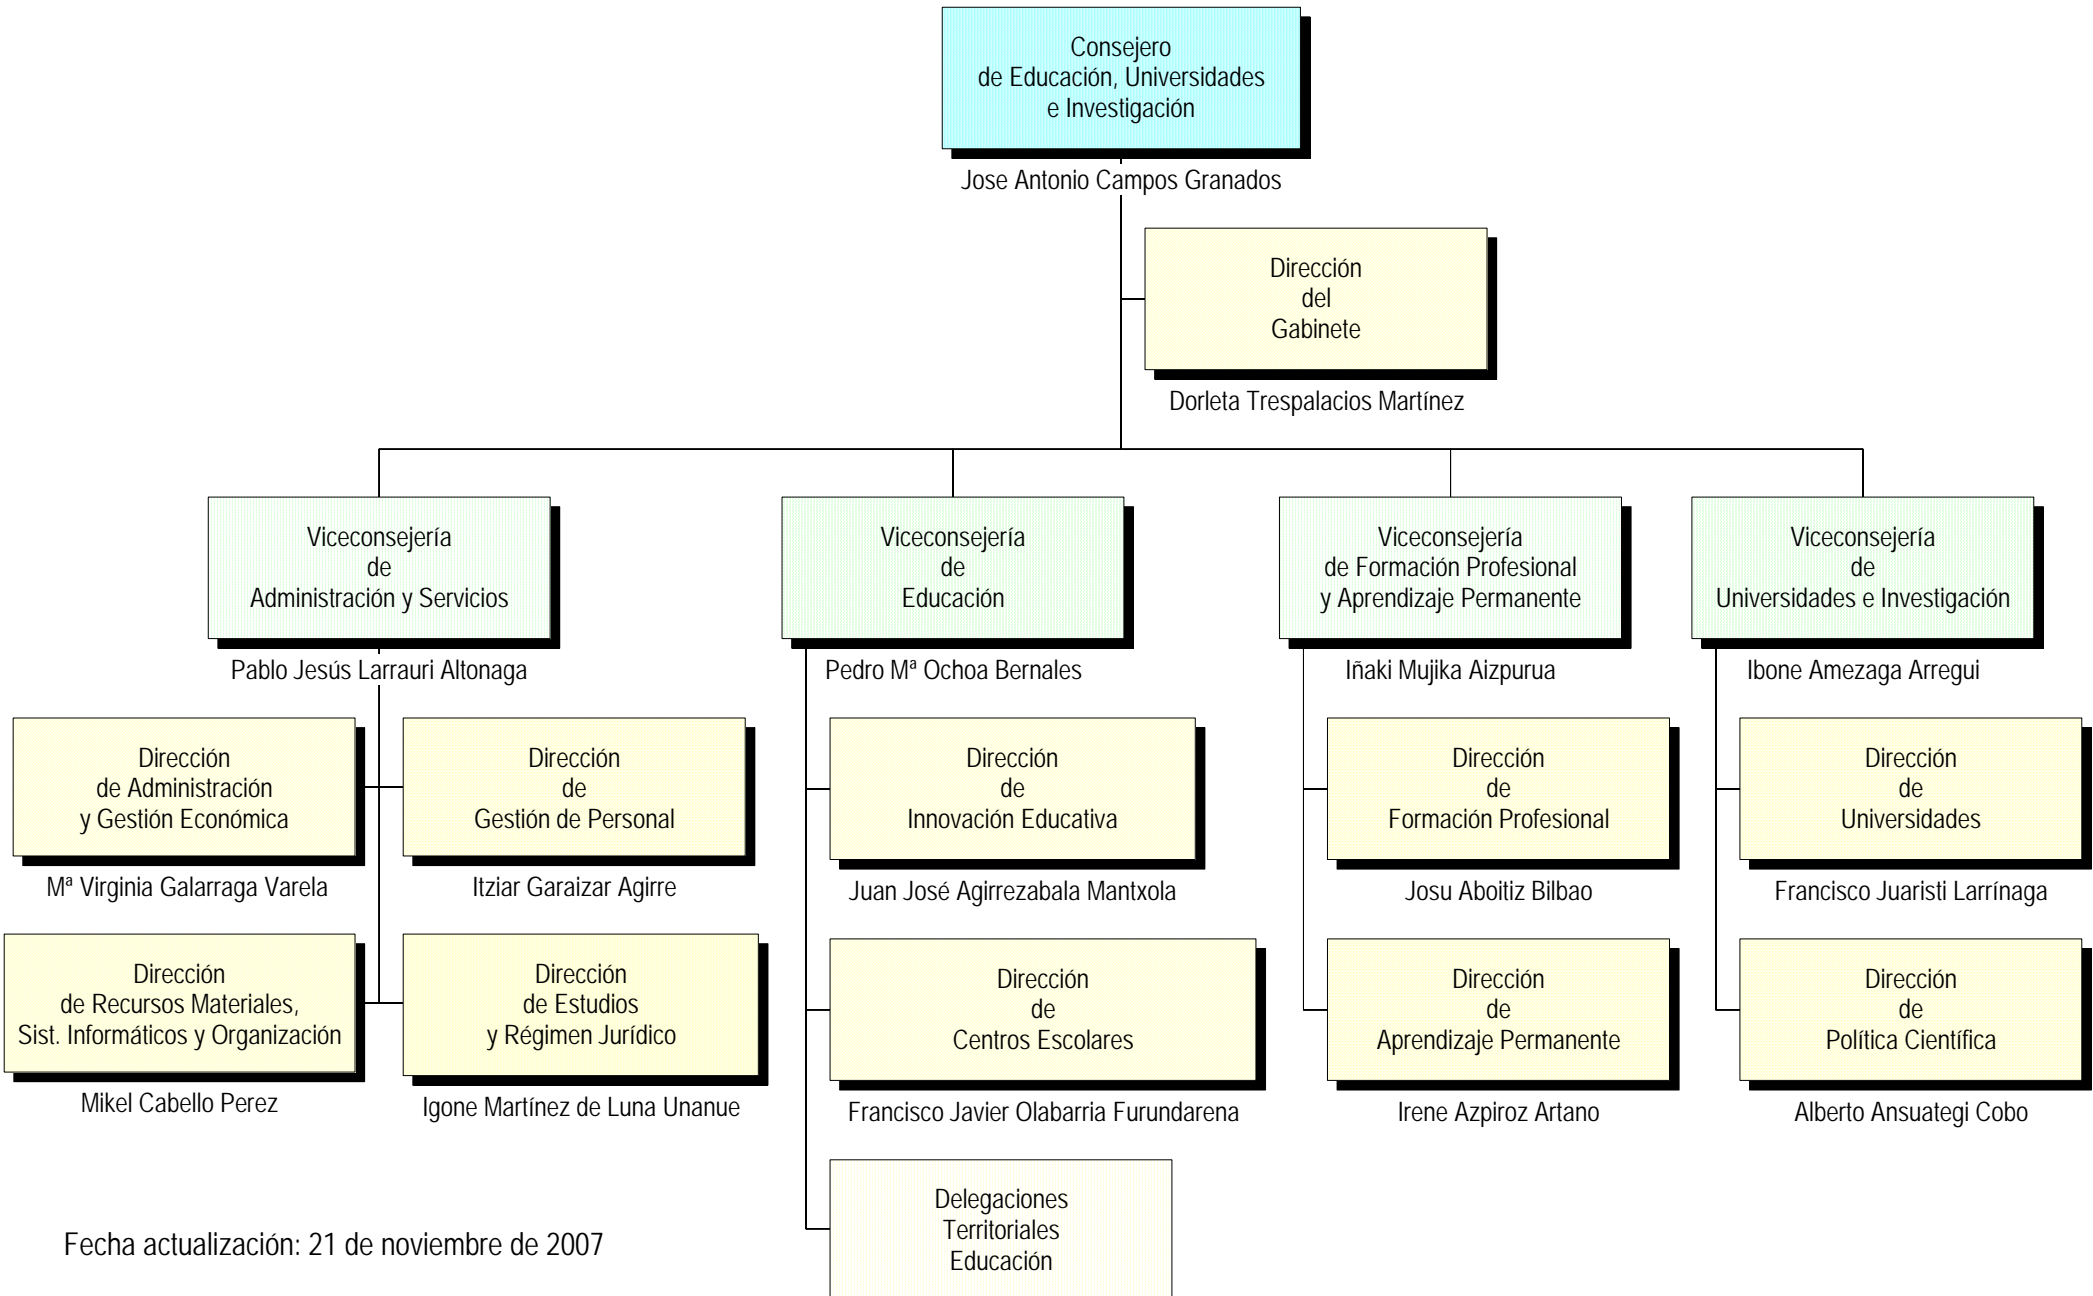 Consejero
de Educación, Universidades
e Investigación
Jose Antonio Campos Granados
Dirección
del
Gabinete
Dorleta Trespalacios Martínez
Viceconsejería
de
Administración y Servicios
Pablo Jesús Larrauri Altonaga
Viceconsejería
de
Educación
Pedro Mª Ochoa Bernales
Viceconsejería
de Formación Profesional
y Aprendizaje Permanente
Iñaki Mujika Aizpurua
Viceconsejería
de
Universidades e Investigación
Ibone Amezaga Arregui
Dirección
de Administración
y Gestión Económica
Mª Virginia Galarraga Varela
Dirección
de
Gestión de Personal
Itziar Garaizar Agirre
Dirección
de
Innovación Educativa
Juan José Agirrezabala Mantxola
Dirección
de
Formación Profesional
Josu Aboitiz Bilbao
Dirección
de
Universidades
Francisco Juaristi Larrínaga
Dirección
de Recursos Materiales,
Sist. Informáticos y Organización
Mikel Cabello Perez
Dirección
de Estudios
y Régimen Jurídico
Igone Martínez de Luna Unanue
Dirección
de
Centros Escolares
Francisco Javier Olabarria Furundarena
Dirección
de
Aprendizaje Permanente
Irene Azpiroz Artano
Dirección
de
Política Científica
Alberto Ansuategi Cobo
Delegaciones
Territoriales
Educación
Fecha actualización: 21 de noviembre de 2007